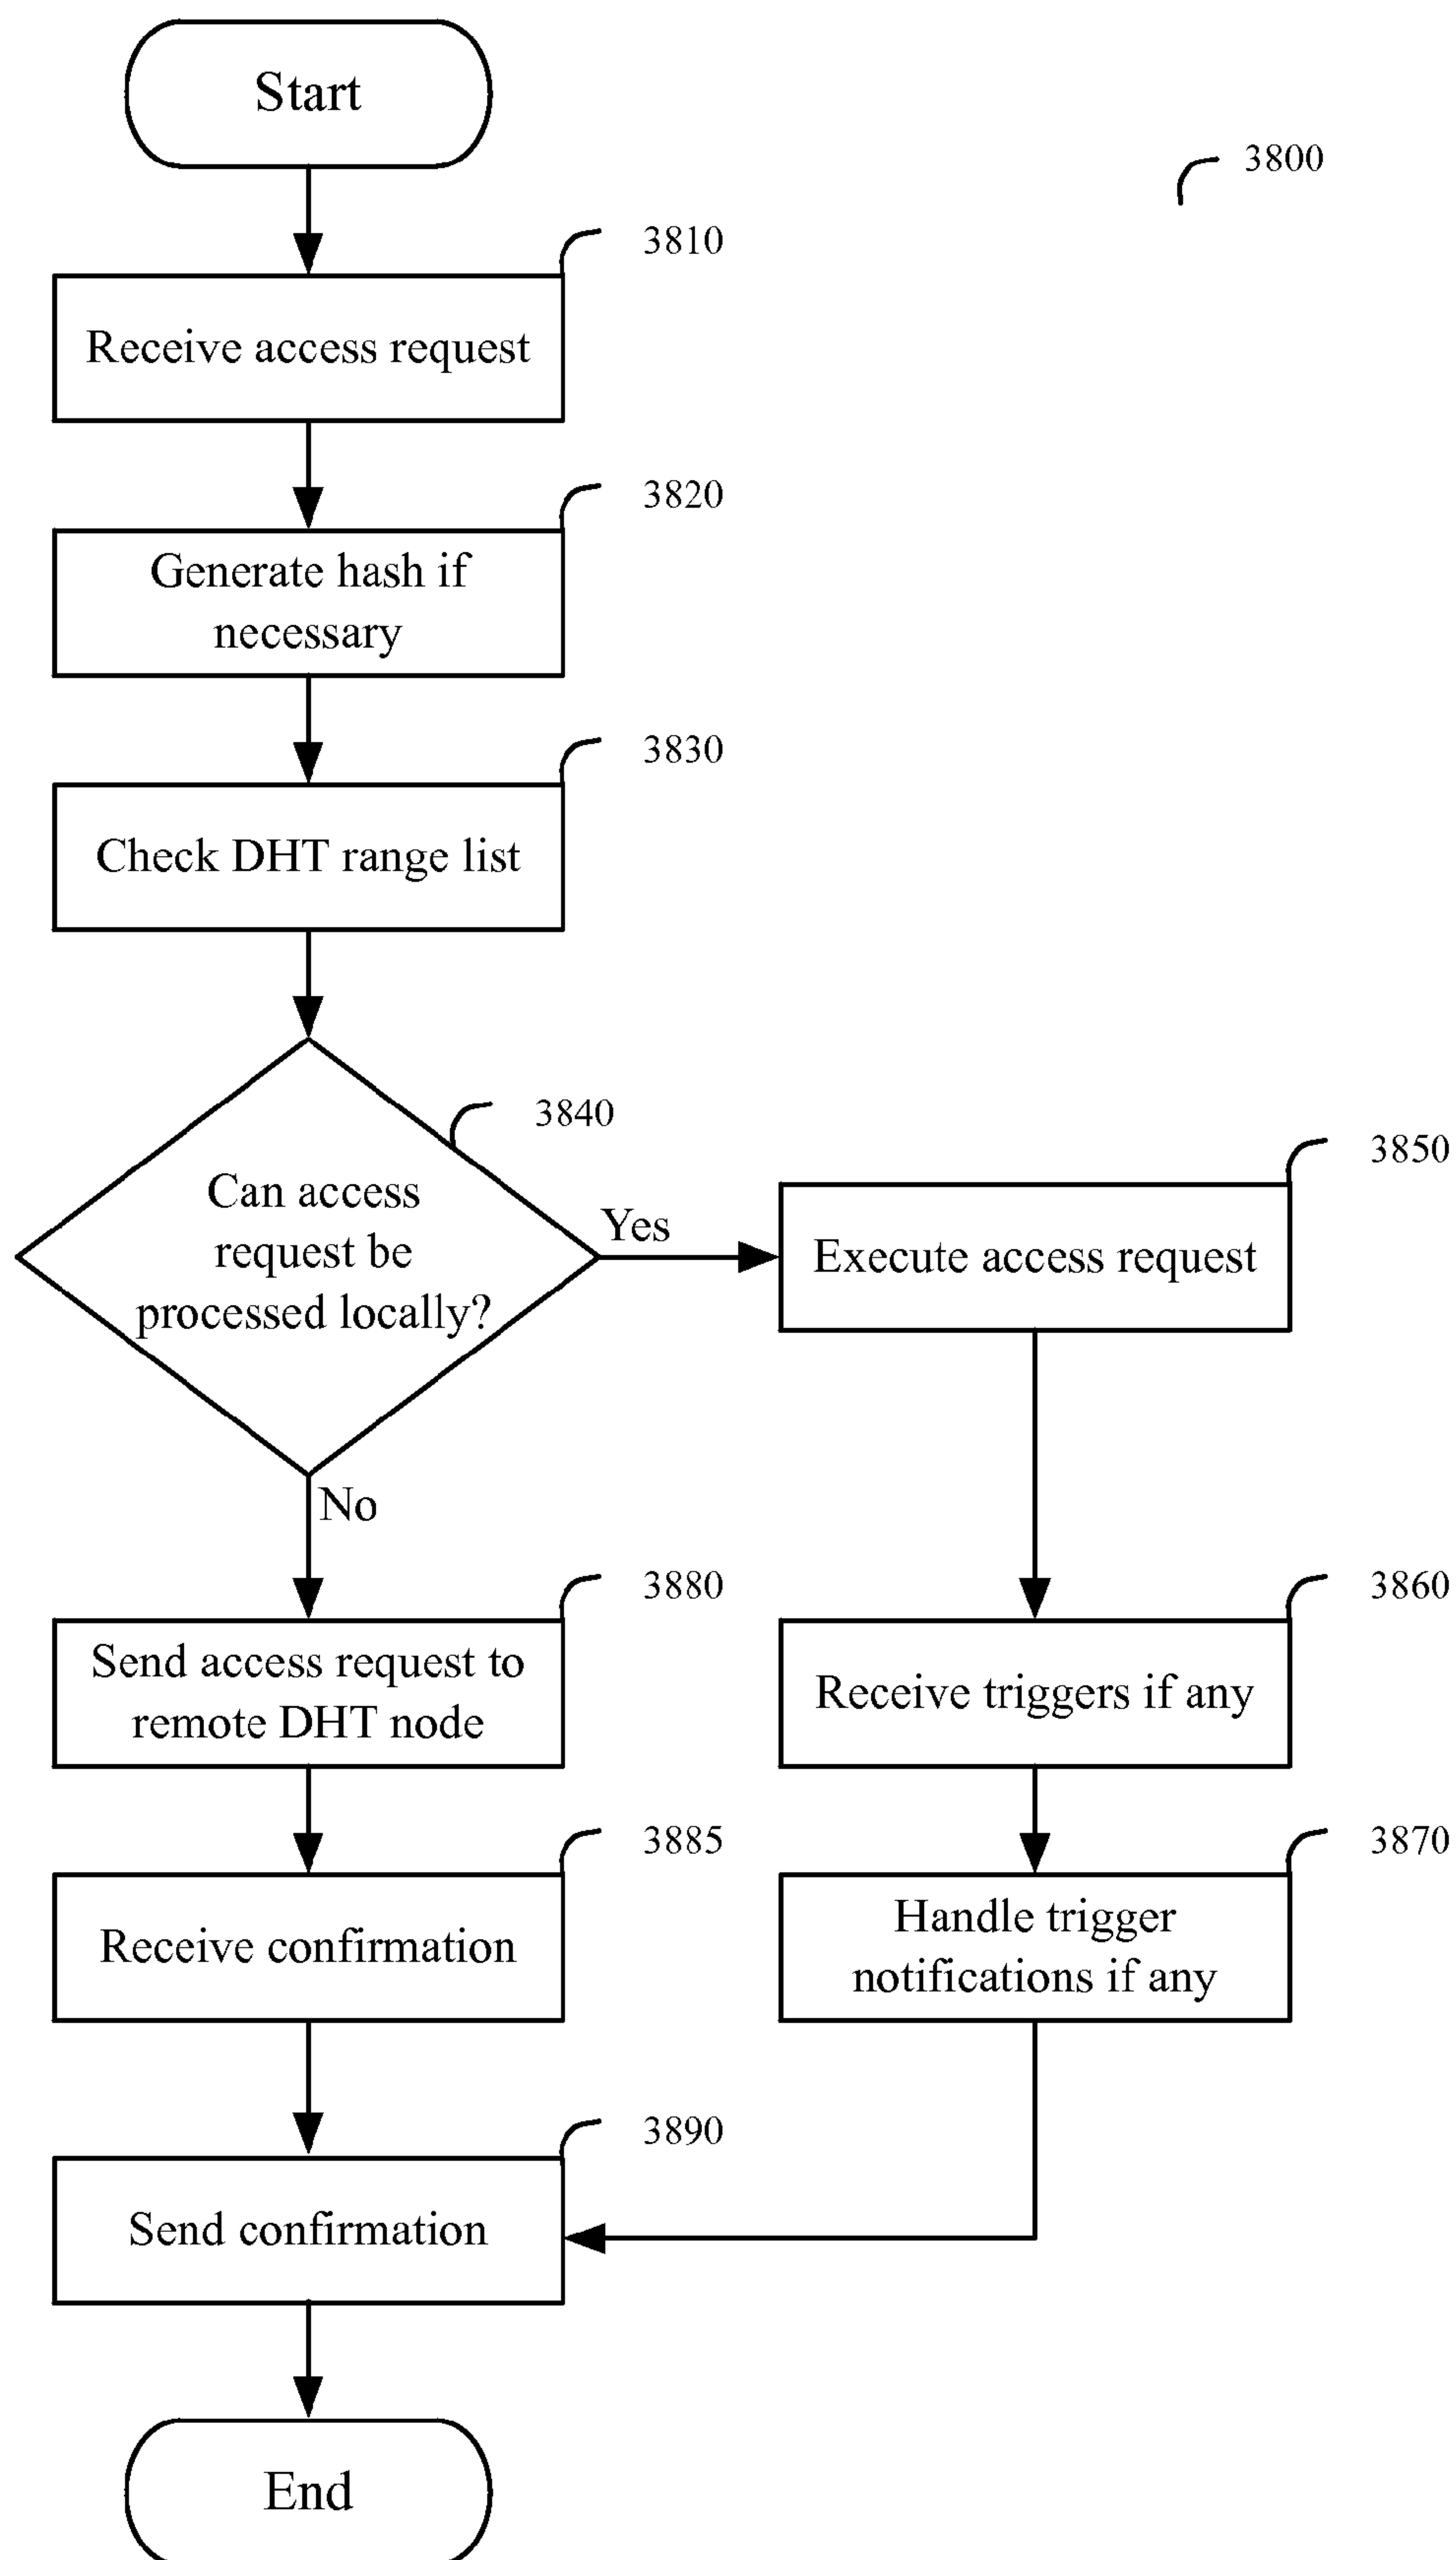 Start
3800
3810
Receive access request
3820
Generate hash if
necessary
3830
Check DHT range list
3840
Can access
request be
processed locally?
Yes
3850
Execute access request
No
3880
Send access request to
remote DHT node
3860
Receive triggers if any
3885
Receive confirmation
3870
Handle trigger
notifications if any
3890
Send confirmation
End